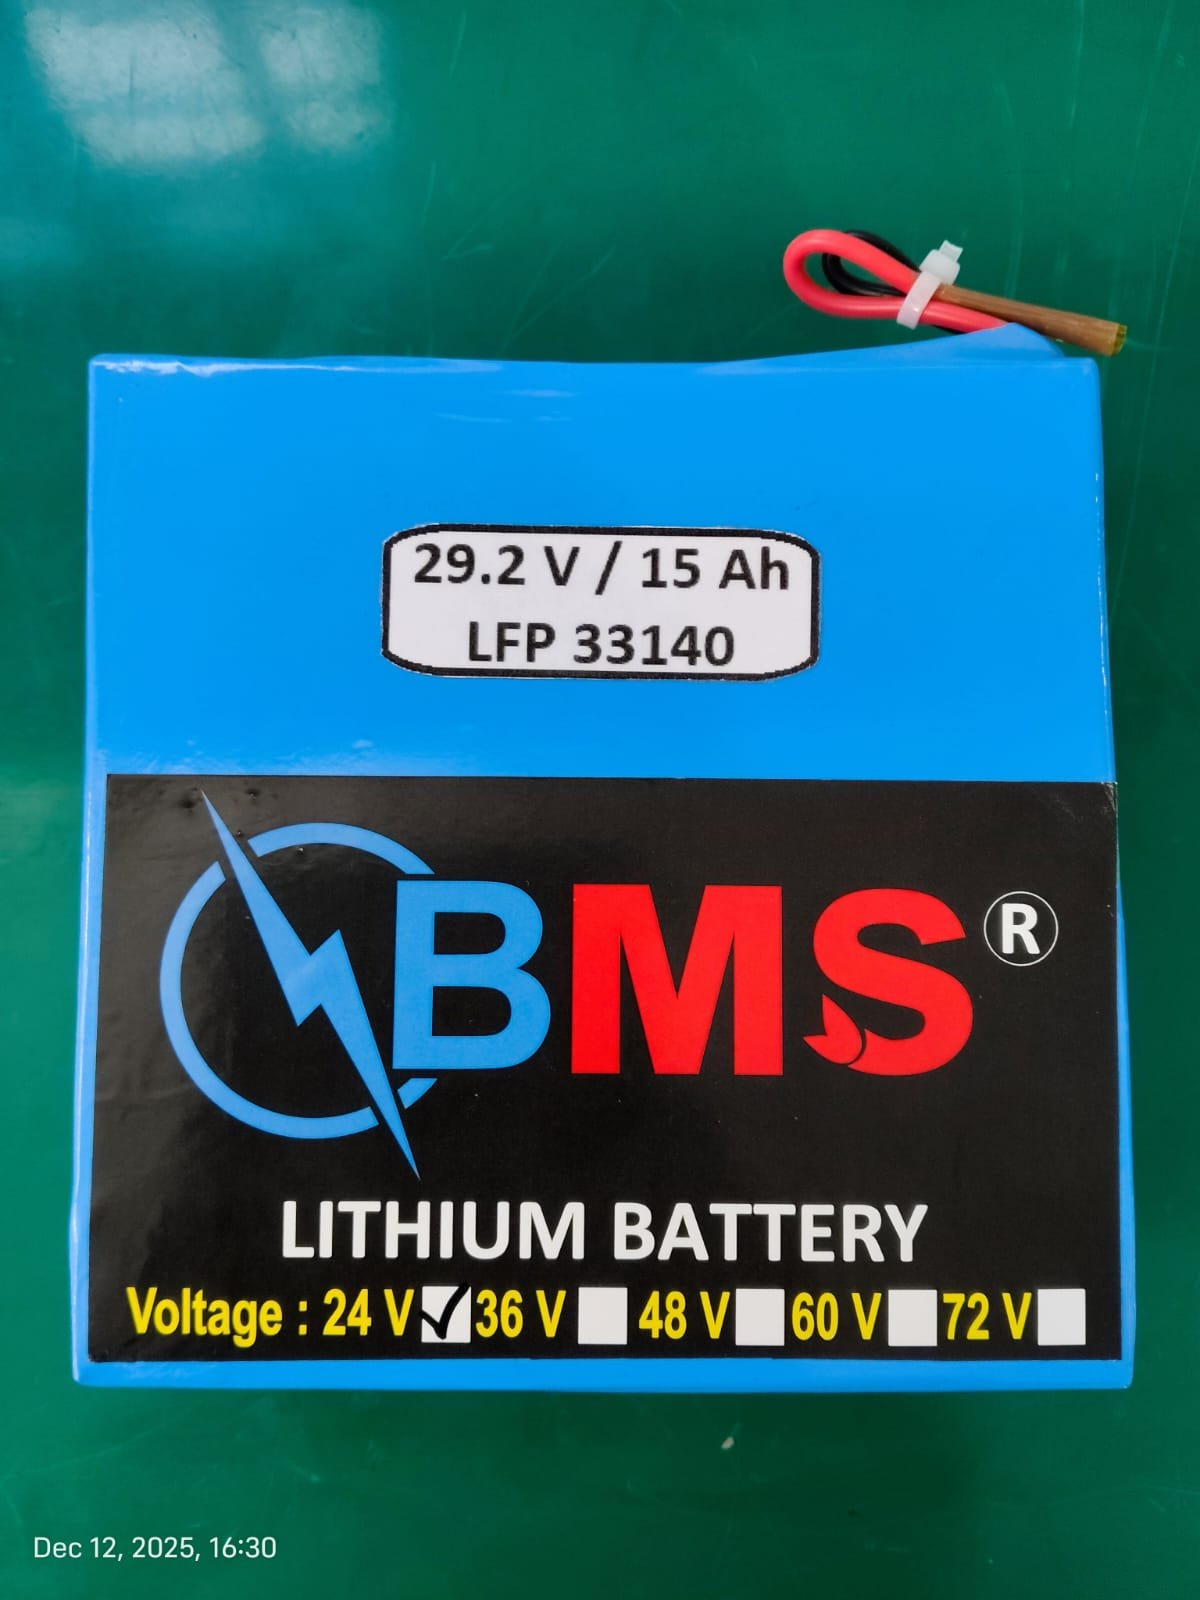 29.2 V / 15 Ah
LFP 33140
BMS®
LITHIUM BATTERY
Voltage : 24 V 36 V 48 V 60 V 72 V
Dec 12, 2025, 16:30